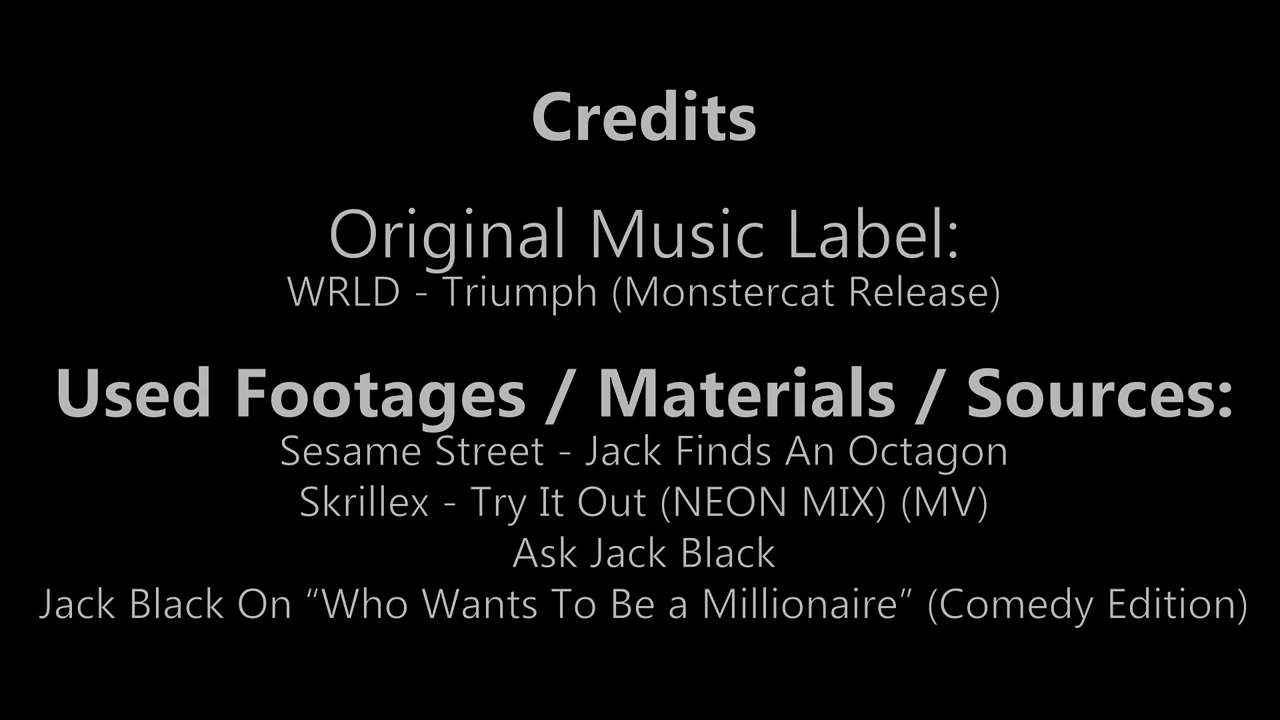 Credits
Original Music Label:
WRLD - Triumph (Monstercat Release)
Used Footages / Materials / Sources:
Sesame Street - Jack Finds An Octagon
Skrillex - Try It Out (NEON MIX) (MV)
Ask Jack Black
Jack Black On “Who Wants To Be a Millionaire” (Comedy Edition)